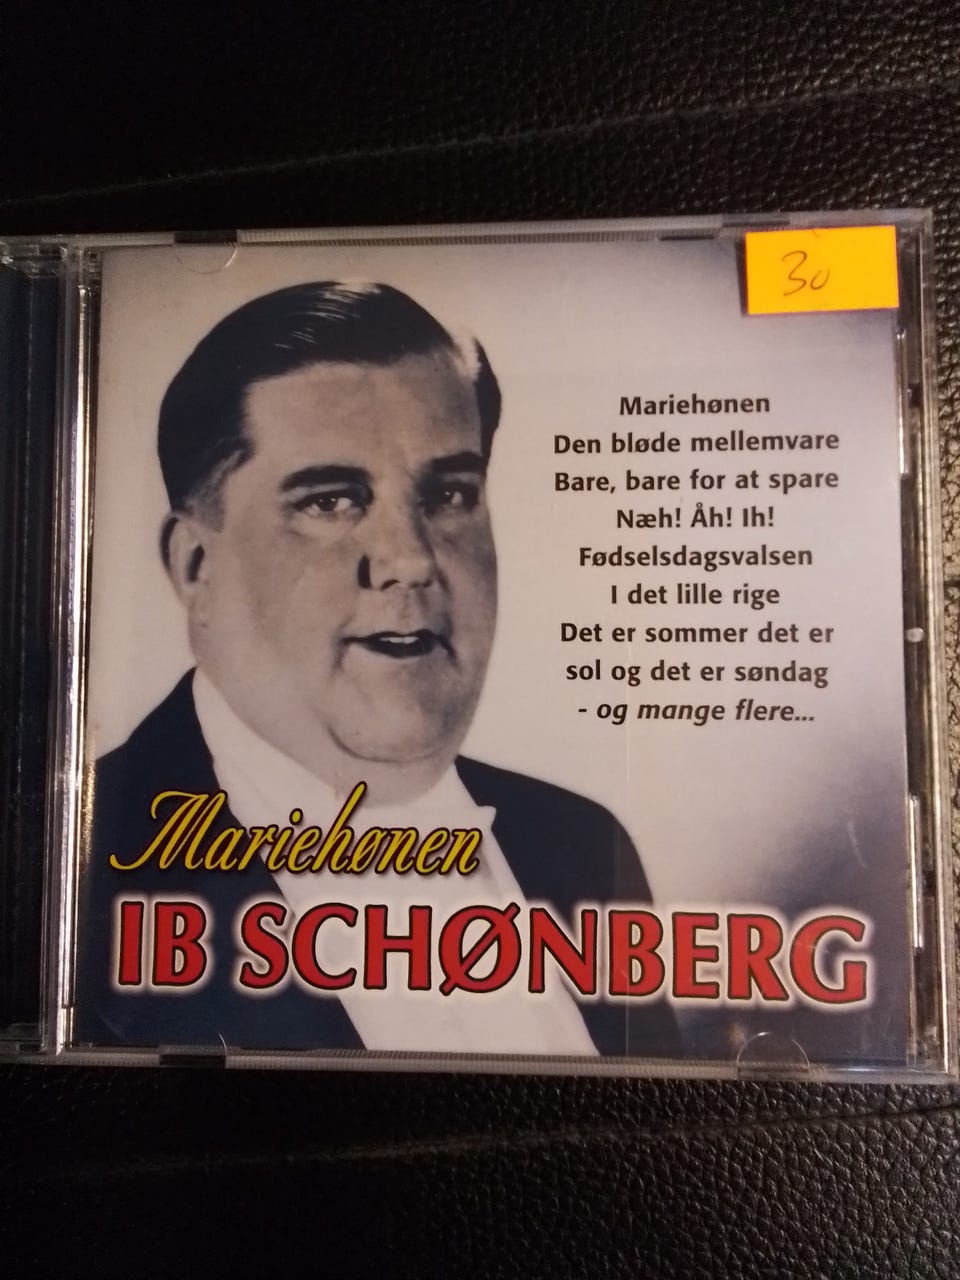 30
Mariehønen
Den bløde mellemvare
Bare, bare for at spare
Næh! Åh! Ih!
Fødselsdagsvalsen
I det lille rige
Det er sommer det er
sol og det er søndag
- og mange flere...
Mariehønen
IB SCHØNBERG